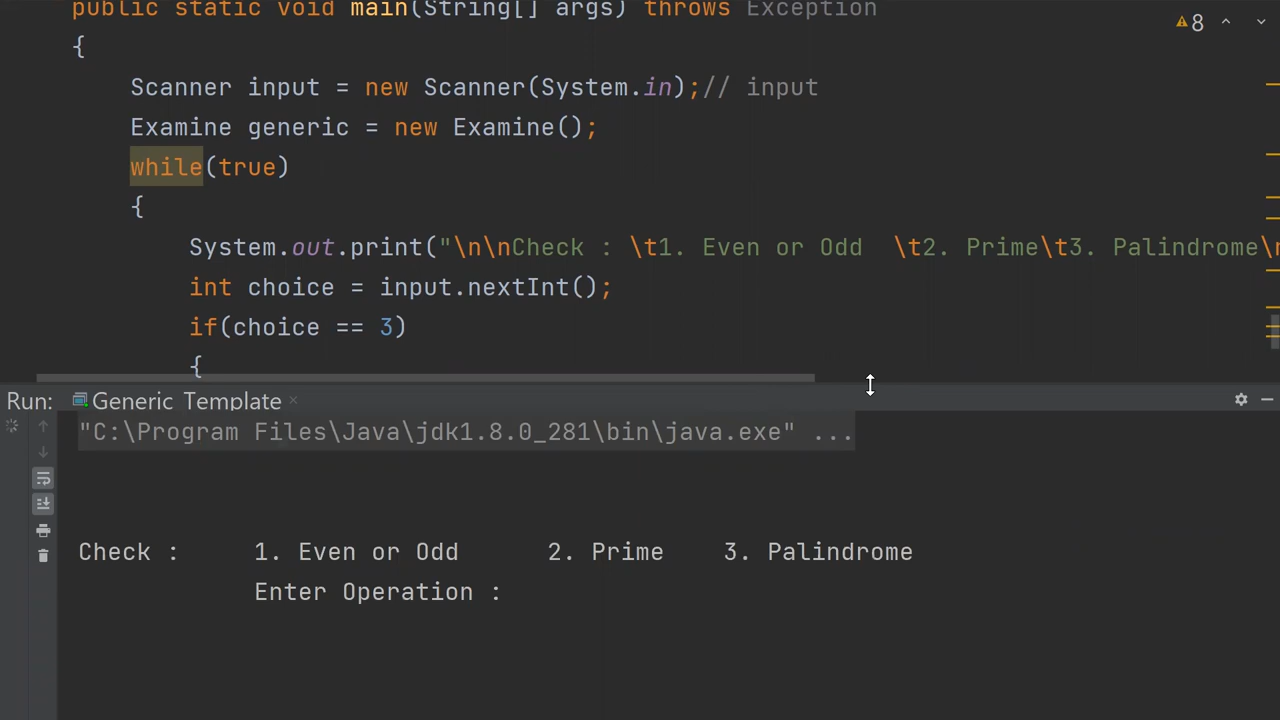 public static void main(String[] args) throws Exception
8
{
Scanner input = new Scanner(System.in);// input
Examine generic = new Examine();
while(true)
{
System.out.print("\n\nCheck : \t1. Even or Odd  \t2. Prime\t3. Palindrome\n
int choice = input.nextInt();
if(choice == 3)
{
Run: Generic_Template
"C:\Program Files\Java\jdk1.8.0_281\bin\java.exe" ...
Check : 1. Even or Odd 2. Prime 3. Palindrome
Enter Operation :